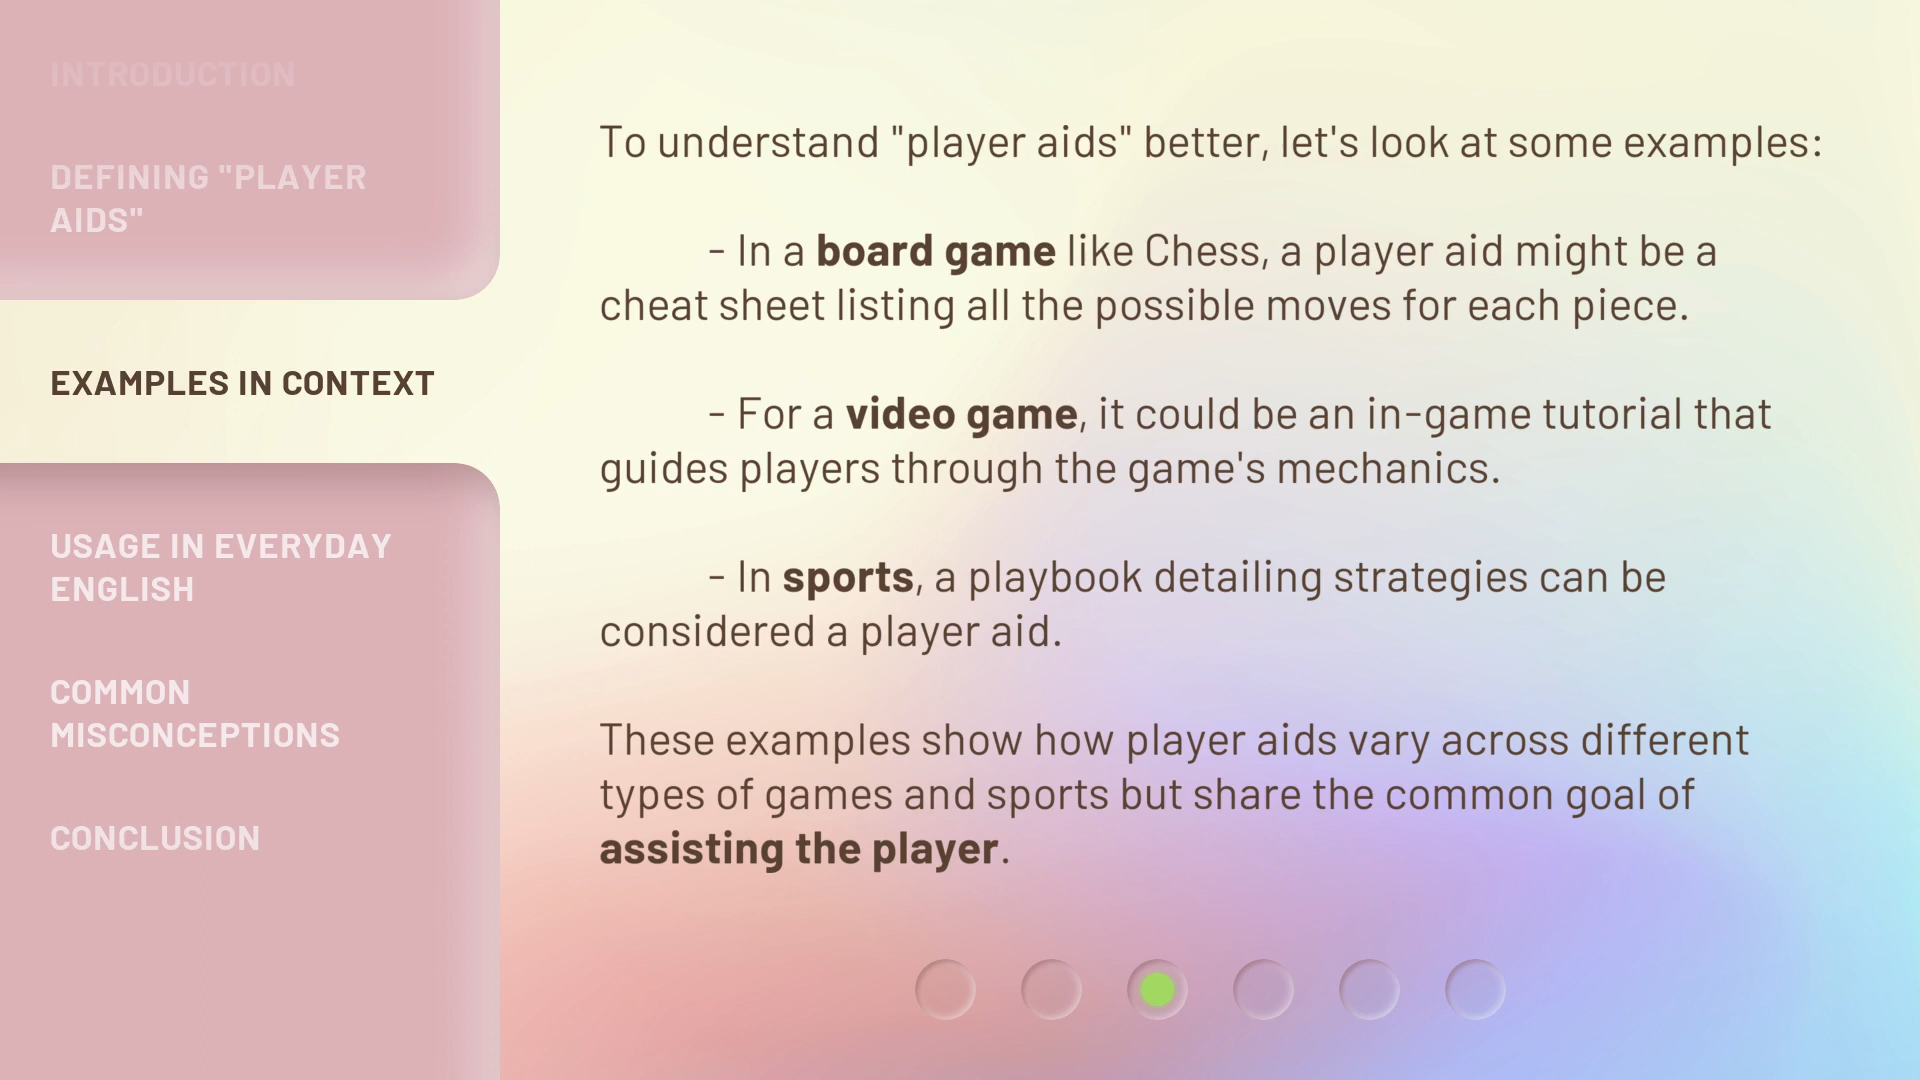 INTRODUCTION
DEFINING "PLAYER
AIDS"
EXAMPLES IN CONTEXT
USAGE IN EVERYDAY
ENGLISH
COMMON
MISCONCEPTIONS
CONCLUSION
To understand "player aids" better, let's look at some examples:
- In a board game like Chess, a player aid might be a
cheat sheet listing all the possible moves for each piece.
- For a video game, it could be an in-game tutorial that
guides players through the game's mechanics.
- In sports, a playbook detailing strategies can be
considered a player aid.
These examples show how player aids vary across different
types of games and sports but share the common goal of
assisting the player.